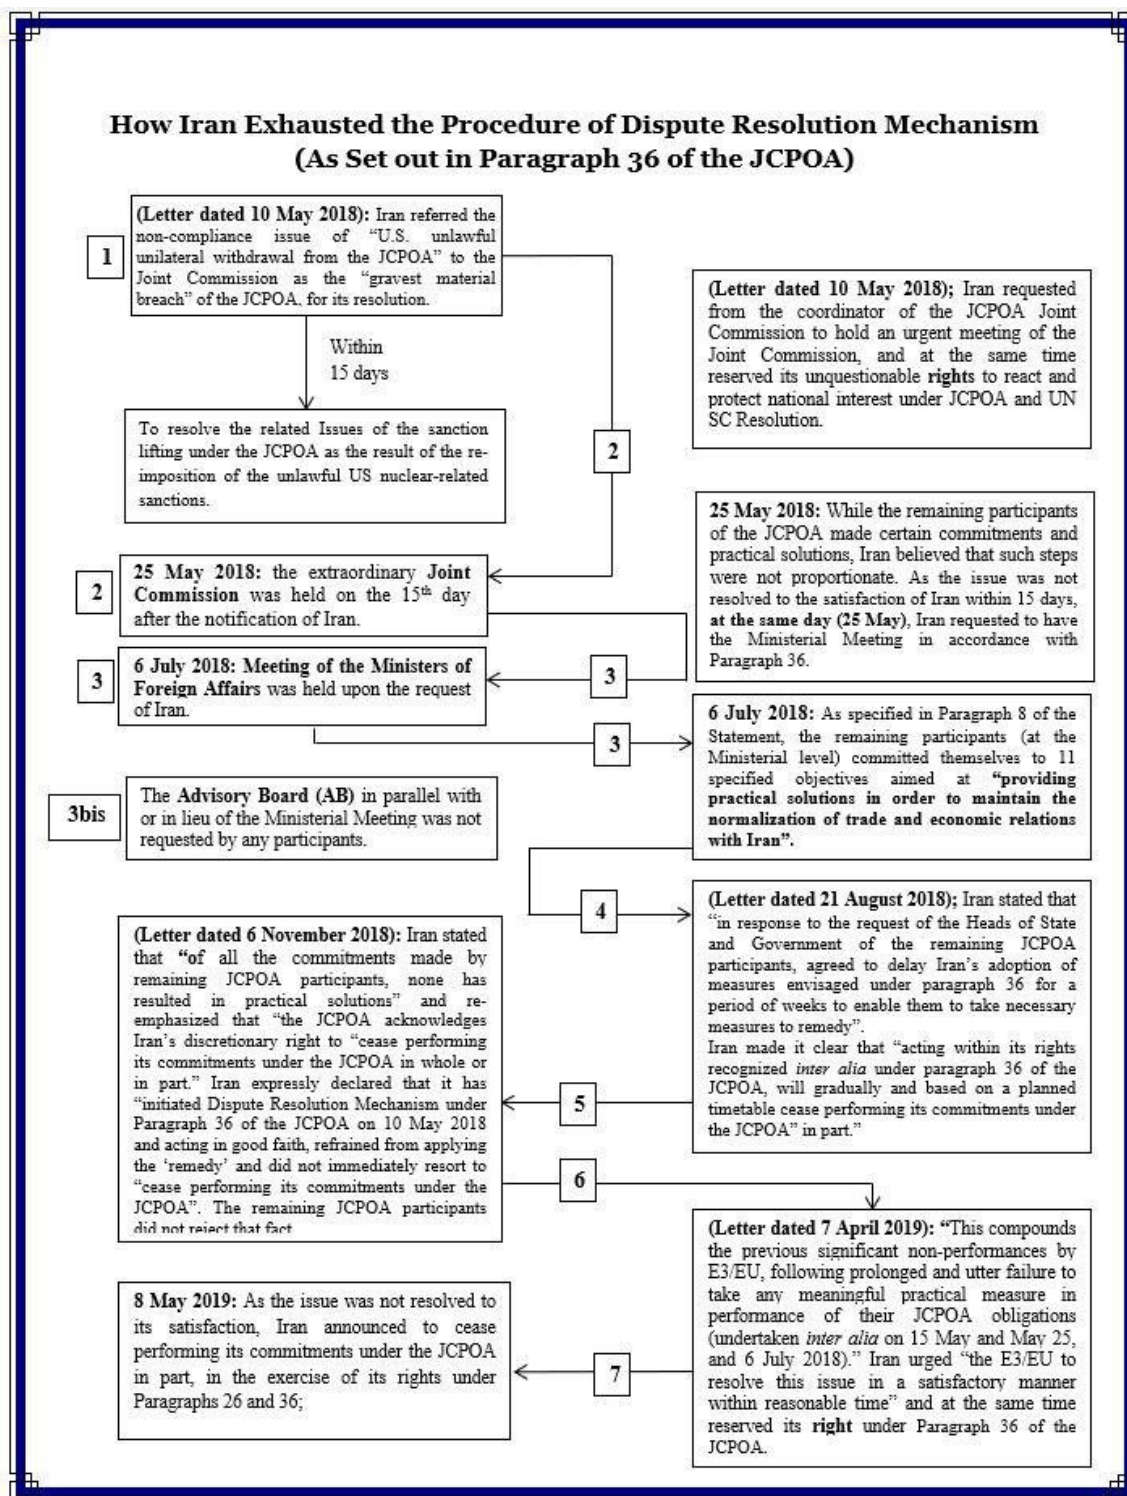 How Iran Exhausted the Procedure of Dispute Resolution Mechanism
(As Set out in Paragraph 36 of the JCPOA)
1
(Letter dated 10 May 2018): Iran referred the
non-compliance issue of “U.S. unlawful
unilateral withdrawal from the JCPOA” to the
Joint Commission as the “gravest material
breach” of the JCPOA, for its resolution.
Within
15 days
To resolve the related Issues of the sanction
lifting under the JCPOA as the result of the re-
imposition of the unlawful US nuclear-related
sanctions.
2
(Letter dated 10 May 2018); Iran requested
from the coordinator of the JCPOA Joint
Commission to hold an urgent meeting of the
Joint Commission, and at the same time
reserved its unquestionable rights to react and
protect national interest under JCPOA and UN
SC Resolution.
2
25 May 2018: the extraordinary Joint
Commission was held on the 15th day
after the notification of Iran.
25 May 2018: While the remaining participants
of the JCPOA made certain commitments and
practical solutions, Iran believed that such steps
were not proportionate. As the issue was not
resolved to the satisfaction of Iran within 15 days,
at the same day (25 May), Iran requested to have
the Ministerial Meeting in accordance with
Paragraph 36.
3
6 July 2018: Meeting of the Ministers of
Foreign Affairs was held upon the request
of Iran.
3
3
6 July 2018: As specified in Paragraph 8 of the
Statement, the remaining participants (at the
Ministerial level) committed themselves to 11
specified objectives aimed at “providing
practical solutions in order to maintain the
normalization of trade and economic relations
with Iran”.
3bis
The Advisory Board (AB) in parallel with
or in lieu of the Ministerial Meeting was not
requested by any participants.
4
(Letter dated 21 August 2018); Iran stated that
“in response to the request of the Heads of State
and Government of the remaining JCPOA
participants, agreed to delay Iran’s adoption of
measures envisaged under paragraph 36 for a
period of weeks to enable them to take necessary
measures to remedy”.
Iran made it clear that “acting within its rights
recognized inter alia under paragraph 36 of the
JCPOA, will gradually and based on a planned
timetable cease performing its commitments under
the JCPOA” in part.”
5
(Letter dated 6 November 2018): Iran stated
that “of all the commitments made by
remaining JCPOA participants, none has
resulted in practical solutions” and re-
emphasized that “the JCPOA acknowledges
Iran’s discretionary right to “cease performing
its commitments under the JCPOA in whole or
in part.” Iran expressly declared that it has
“initiated Dispute Resolution Mechanism under
Paragraph 36 of the JCPOA on 10 May 2018
and acting in good faith, refrained from applying
the ‘remedy’ and did not immediately resort to
“cease performing its commitments under the
JCPOA”. The remaining JCPOA participants
did not reject that fact
6
(Letter dated 7 April 2019): “This compounds
the previous significant non-performances by
E3/EU, following prolonged and utter failure to
take any meaningful practical measure in
performance of their JCPOA obligations
(undertaken inter alia on 15 May and May 25,
and 6 July 2018).” Iran urged “the E3/EU to
resolve this issue in a satisfactory manner
within reasonable time” and at the same time
reserved its right under Paragraph 36 of the
JCPOA.
7
8 May 2019: As the issue was not resolved to
its satisfaction, Iran announced to cease
performing its commitments under the JCPOA
in part, in the exercise of its rights under
Paragraphs 26 and 36;